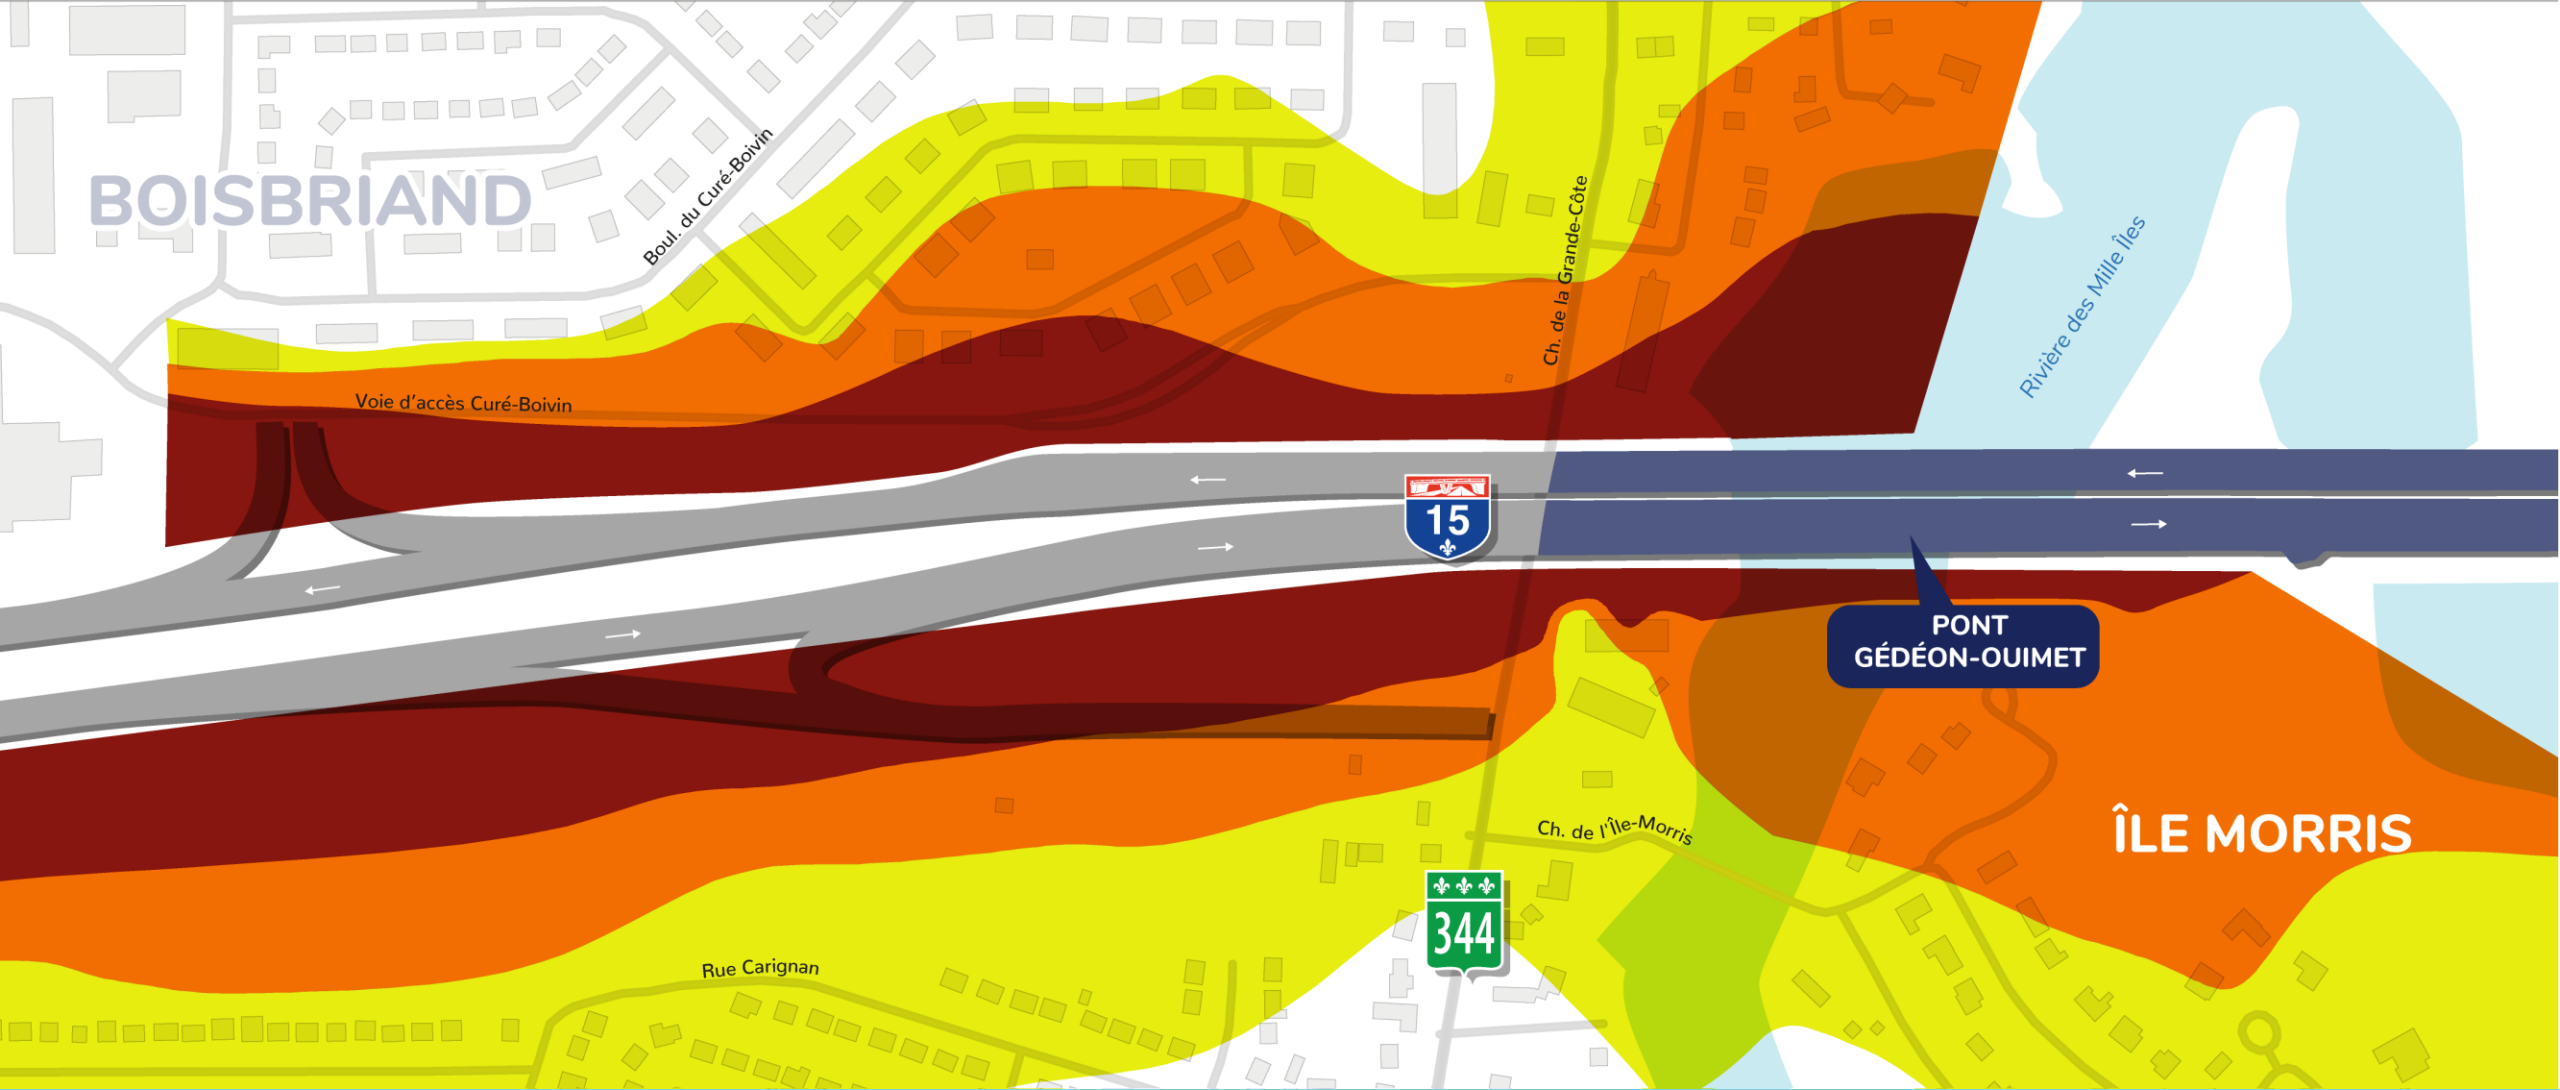 BOISBRIAND
Boul. du Curé-Boivin
Ch. de la Grande-Côte
Rivière des Mille Îles
Voie d'accès Curé-Boivin
15
PONT
GÉDÉON-OUIMET
Ch. de l'Île-Morris
ÎLE MORRIS
344
Rue Carignan